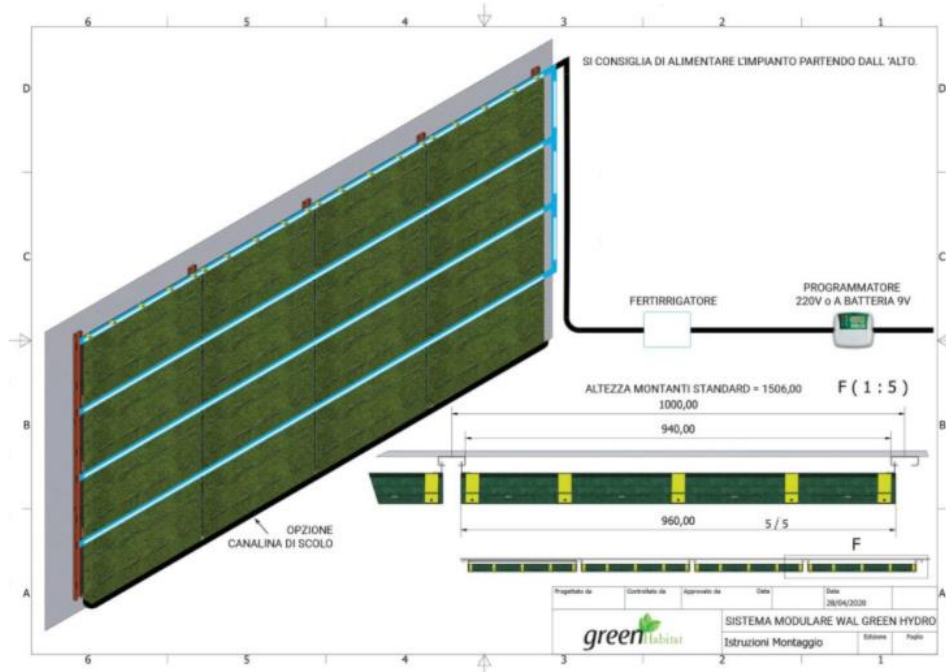 6 5 4 3 2 1
D D
SI CONSIGLIA DI ALIMENTARE L'IMPIANTO PARTENDO DALL 'ALTO.
C C
FERTIRRIGATORE
PROGRAMMATORE
220V o A BATTERIA 9V
ALTEZZA MONTANTI STANDARD = 1506,00
F ( 1 : 5 )
1000,00
B B
940,00
960,00
5 / 5
OPZIONE
CANALINA DI SCOLO
F
A A
Progettato da Controllato da Approvato da Data Data
28/04/2020
green Habitat
SISTEMA MODULARE WAL GREEN HYDRO
Istruzioni Montaggio
Edizione Foglio
6 5 4 3 2 1